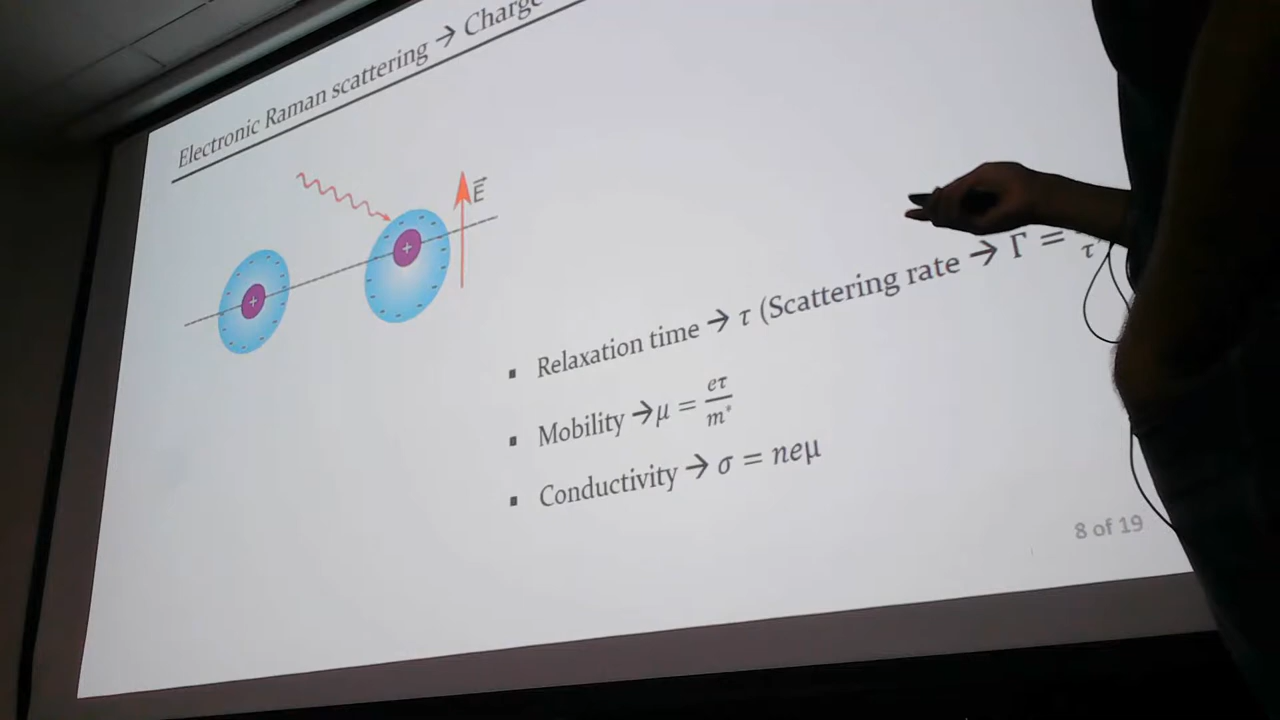 Electronic Raman scattering → Charge
E⃗
+
+
▪ Relaxation time → τ (Scattering rate → Γ = τ
▪ Mobility → μ = eτ / m*
▪ Conductivity → σ = neμ
8 of 19